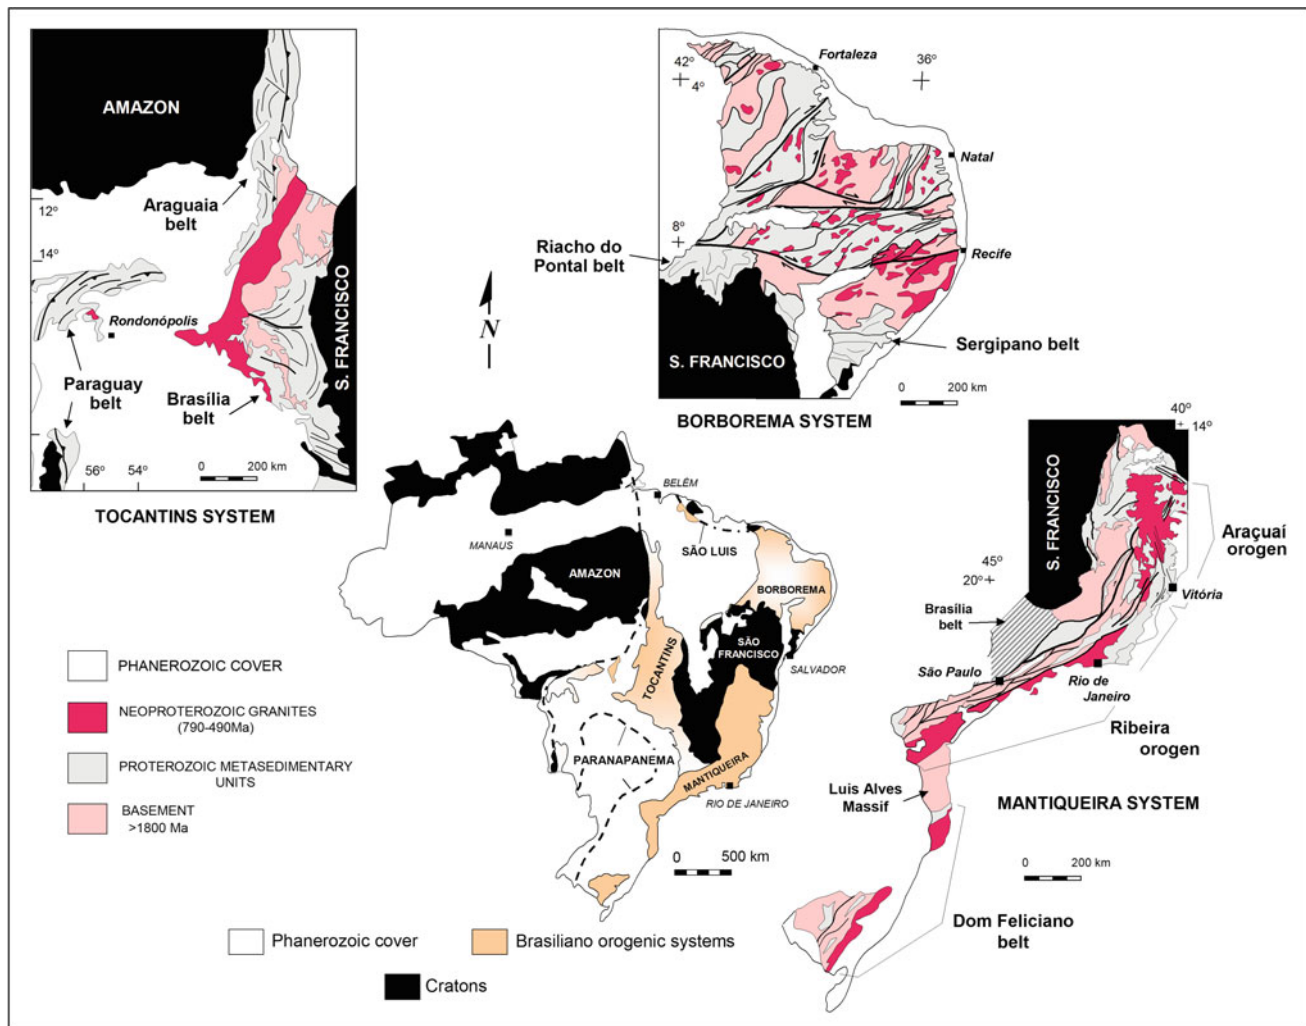 AMAZON
Araguaia
belt
12º
14º
Rondonópolis
Paraguay
belt
Brasília
belt
S. FRANCISCO
56º
54º
0 200 km
TOCANTINS SYSTEM
N
42º
4º
36º
Fortaleza
Natal
8º
Riacho do
Pontal belt
Recife
S. FRANCISCO
Sergipano belt
0 200 km
BORBOREMA SYSTEM
40º
14º
S. FRANCISCO
Araçuaí
orogen
45º
20º
Vitória
Brasília
belt
São Paulo
Rio de
Janeiro
Ribeira
orogen
Luis Alves
Massif
MANTIQUEIRA SYSTEM
0 200 km
Dom Feliciano
belt
BELÉM
MANAUS
SÃO LUIS
AMAZON
BORBOREMA
SÃO
FRANCISCO
SALVADOR
TOCANTINS
PARANAPANEMA
MANTIQUEIRA
RIO DE JANEIRO
0 500 km
PHANEROZOIC COVER
NEOPROTEROZOIC GRANITES
(790-490Ma)
PROTEROZOIC METASEDIMENTARY
UNITS
BASEMENT
>1800 Ma
Phanerozoic cover
Brasiliano orogenic systems
Cratons